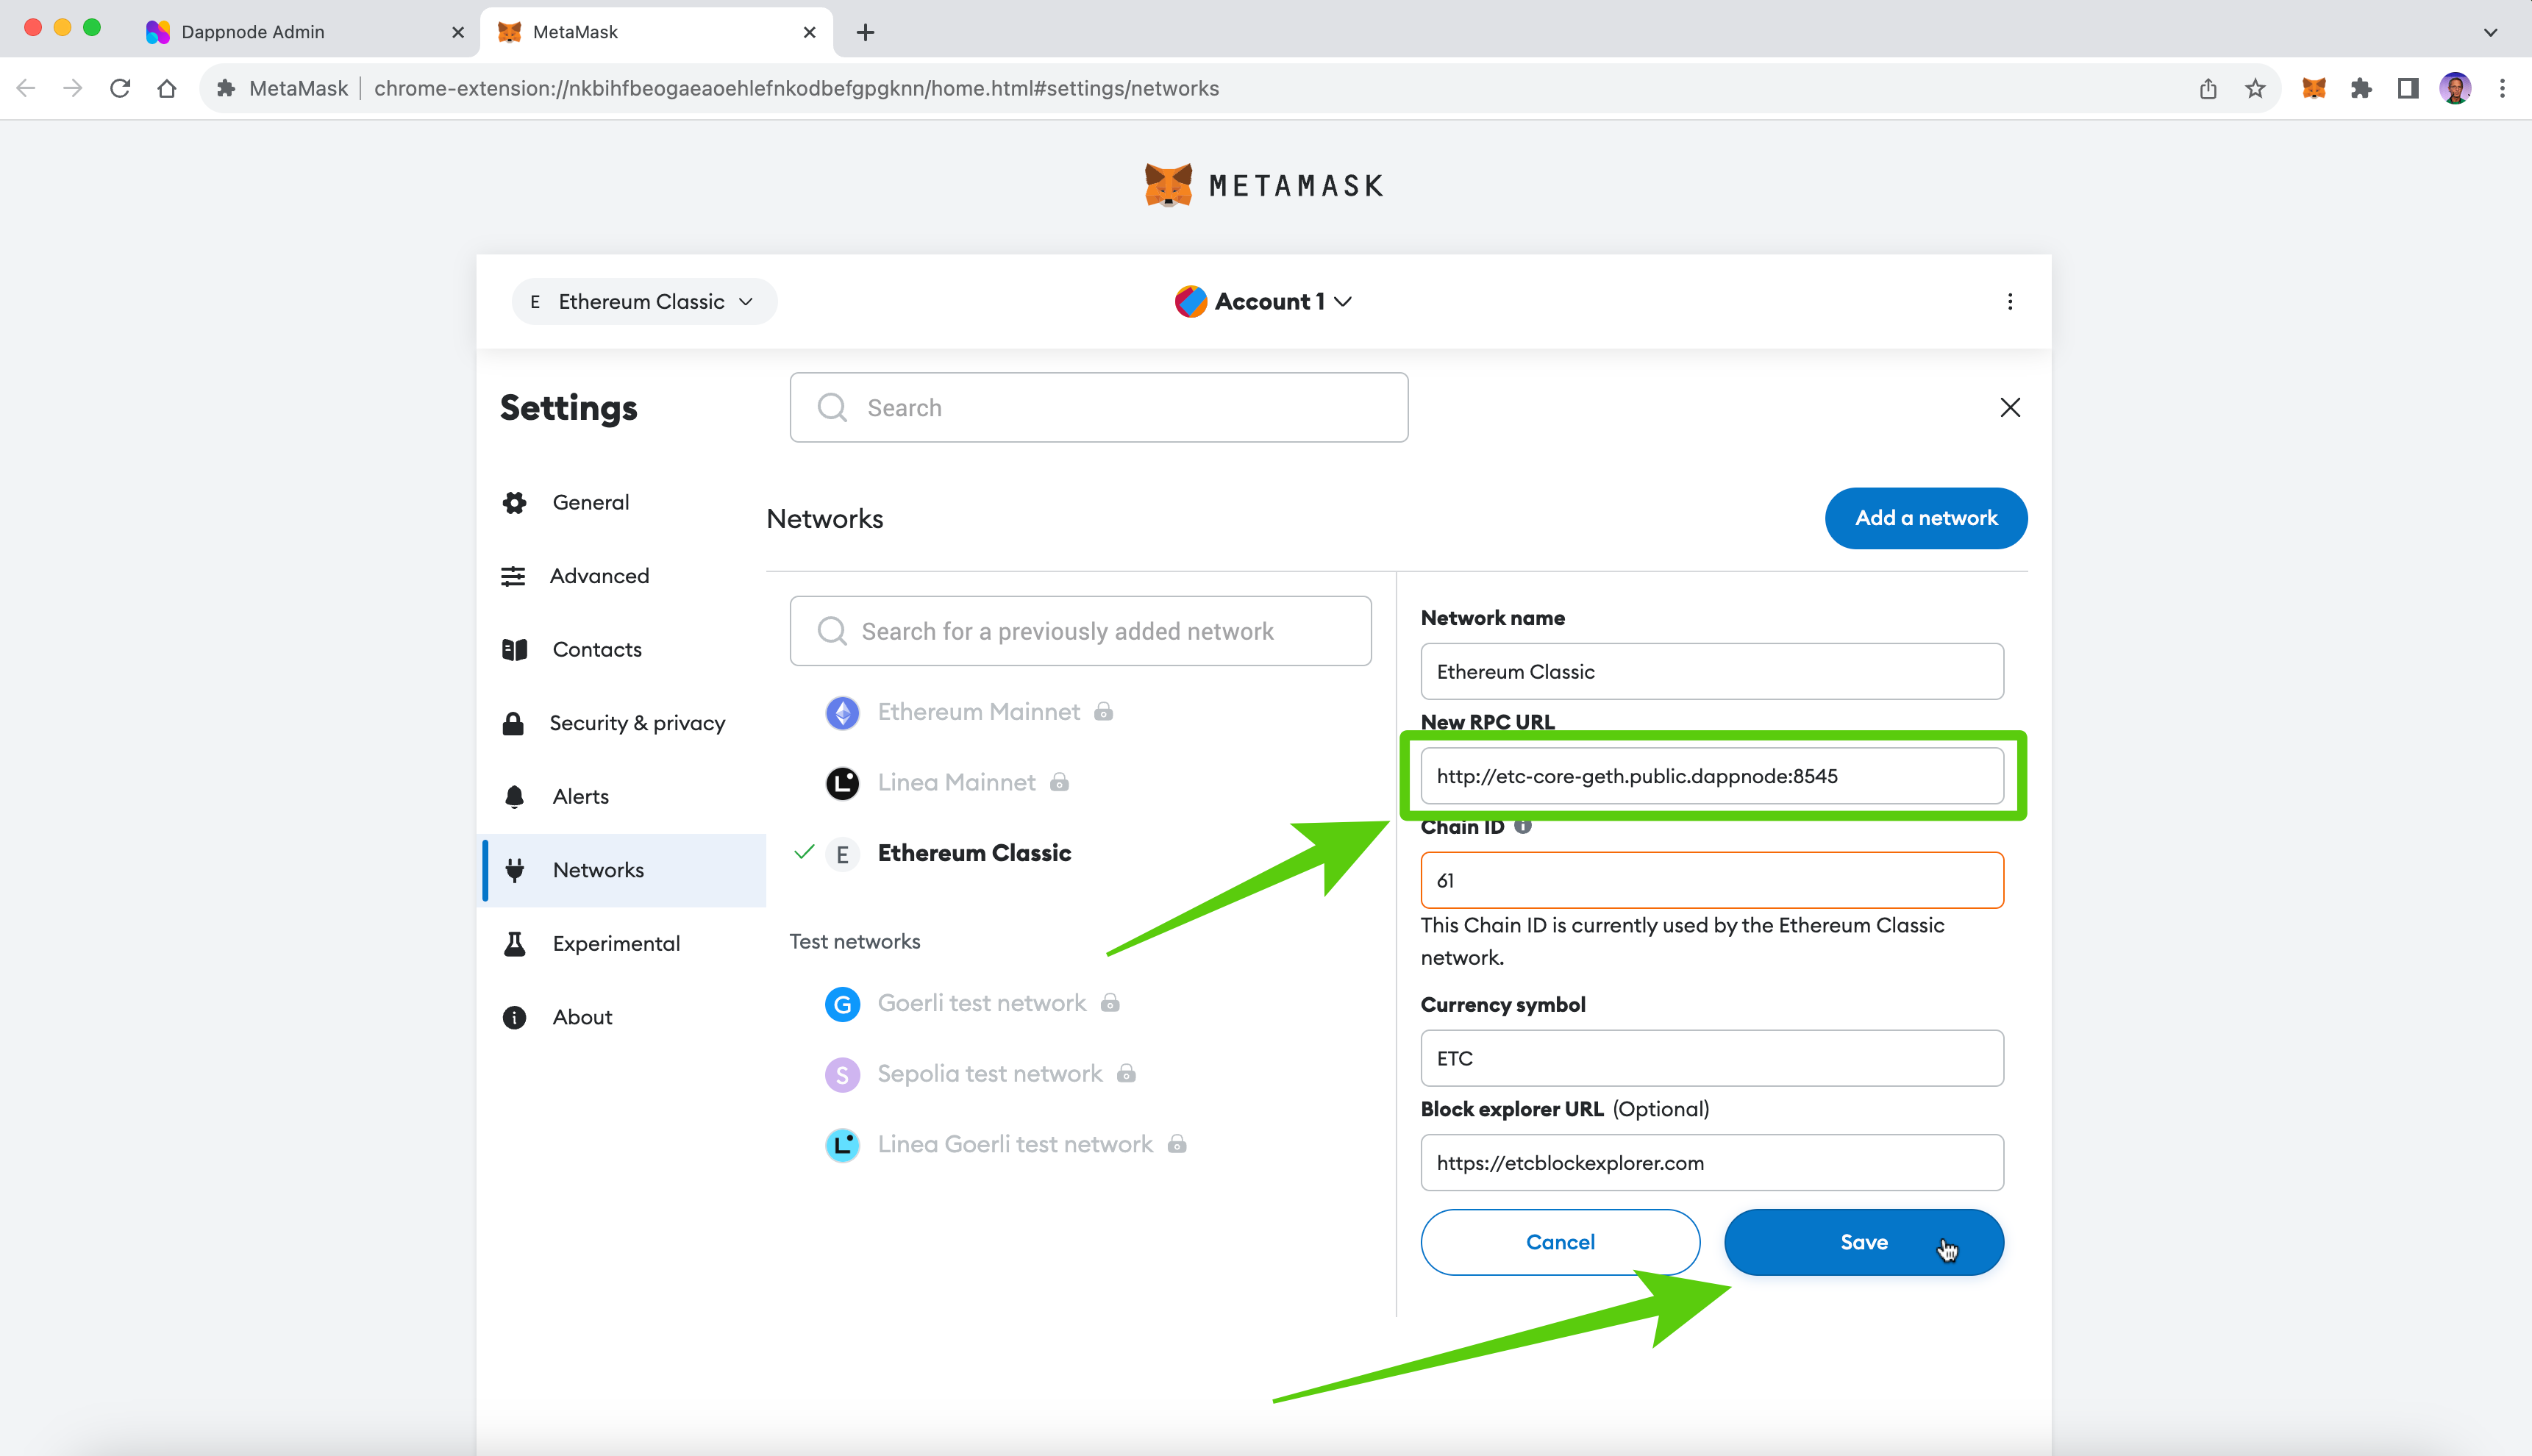 Dappnode Admin
MetaMask
MetaMask
chrome-extension://nkbihfbeogaeaoehlefnkodbefgpgknn/home.html#settings/networks
METAMASK
E Ethereum Classic
Account 1
Settings
Search
General
Advanced
Contacts
Security & privacy
Alerts
Networks
Experimental
About
Networks
Add a network
Search for a previously added network
Ethereum Mainnet
L Linea Mainnet
E Ethereum Classic
Test networks
G Goerli test network
S Sepolia test network
L Linea Goerli test network
Network name
Ethereum Classic
New RPC URL
http://etc-core-geth.public.dappnode:8545
Chain ID
61
This Chain ID is currently used by the Ethereum Classic
network.
Currency symbol
ETC
Block explorer URL (Optional)
https://etcblockexplorer.com
Cancel
Save